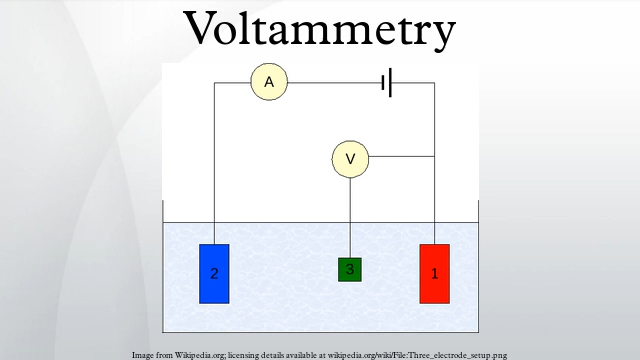 Voltammetry
A
V
2
3
1
Image from Wikipedia.org; licensing details available at wikipedia.org/wiki/File:Three_electrode_setup.png